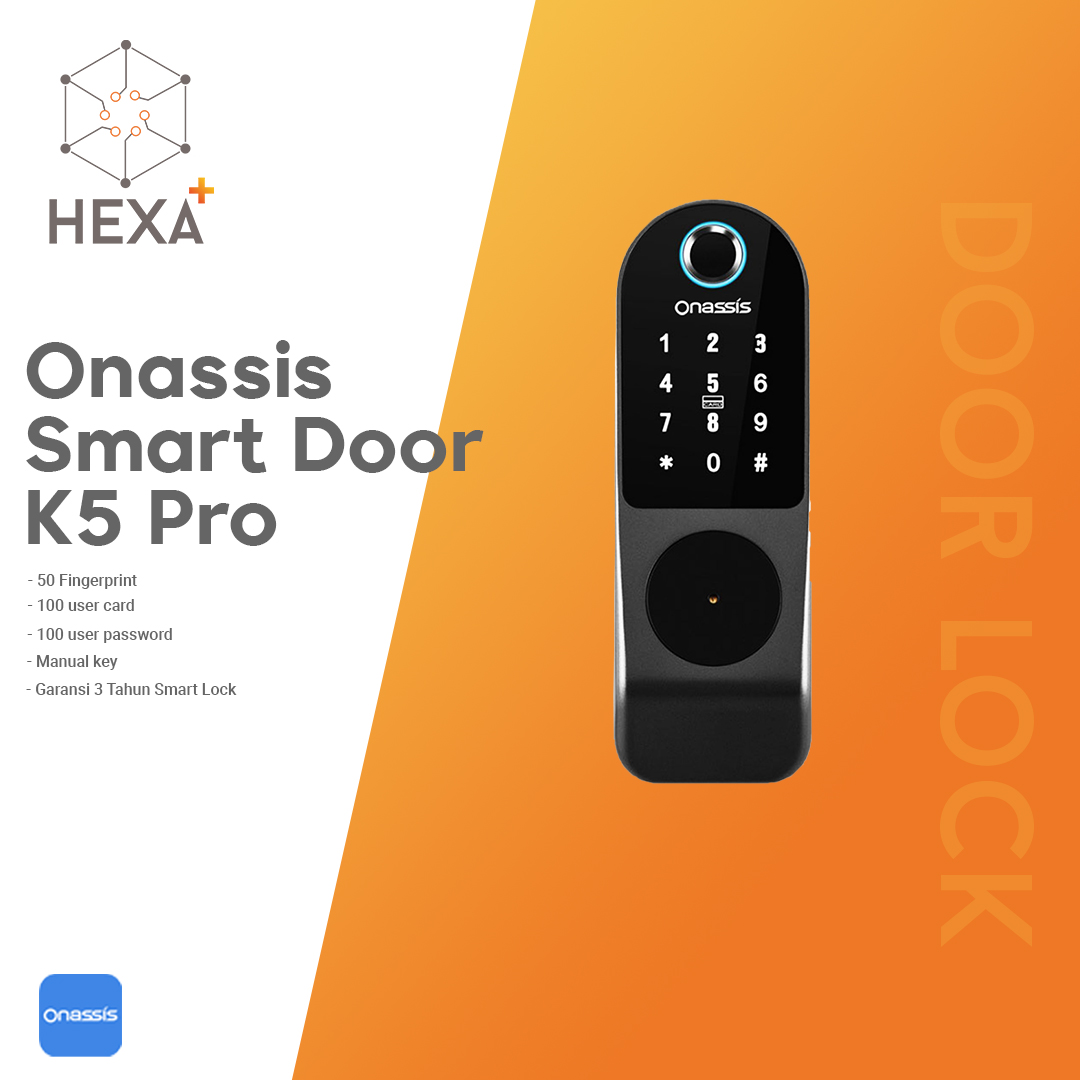 HEXA+
Onassis
Smart Door
K5 Pro
- 50 Fingerprint
- 100 user card
- 100 user password
- Manual key
- Garansi 3 Tahun Smart Lock
Onassis
Onassis
1 2 3
4 5 6
CARD
7 8 9
* 0 #
DOOR LOCK